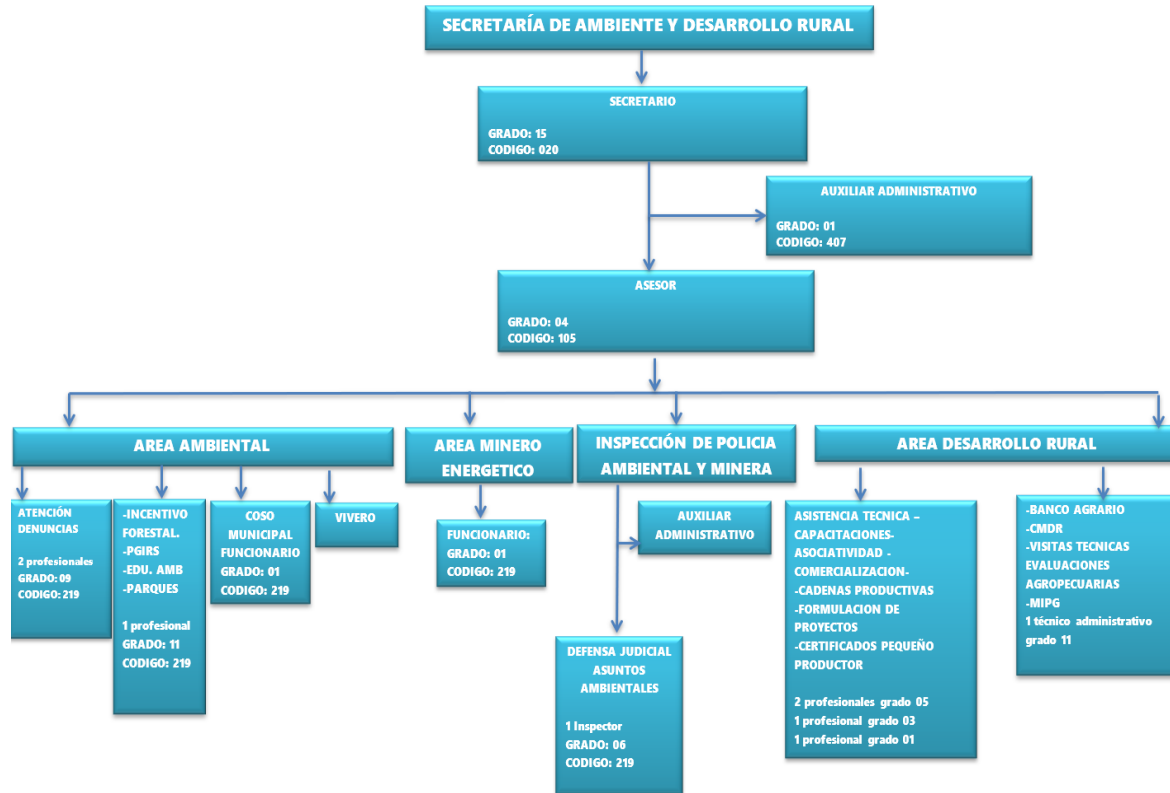 SECRETARÍA DE AMBIENTE Y DESARROLLO RURAL
SECRETARIO
GRADO: 15
CODIGO: 020
AUXILIAR ADMINISTRATIVO
GRADO: 01
CODIGO: 407
ASESOR
GRADO: 04
CODIGO: 105
AREA AMBIENTAL
ATENCIÓN
DENUNCIAS
2 profesionales
GRADO: 09
CODIGO: 219
-INCENTIVO
FORESTAL.
-PGIRS
-EDU. AMB
-PARQUES
1 profesional
GRADO: 11
CODIGO: 219
COSO
MUNICIPAL
FUNCIONARIO
GRADO: 01
CODIGO: 219
VIVERO
AREA MINERO
ENERGETICO
FUNCIONARIO:
GRADO: 01
CODIGO: 219
INSPECCIÓN DE POLICIA
AMBIENTAL Y MINERA
AUXILIAR
ADMINISTRATIVO
DEFENSA JUDICIAL
ASUNTOS
AMBIENTALES
1 Inspector
GRADO: 06
CODIGO: 219
AREA DESARROLLO RURAL
ASISTENCIA TECNICA –
CAPACITACIONES-
ASOCIATIVIDAD -
-COMERCIALIZACION-
-CADENAS PRODUCTIVAS
-FORMULACION DE
PROYECTOS
-CERTIFICADOS PEQUEÑO
PRODUCTOR
2 profesionales grado 05
1 profesional grado 03
1 profesional grado 01
-BANCO AGRARIO
-CMDR
-VISITAS TECNICAS
EVALUACIONES
AGROPECUARIAS
-MIPG
1 técnico administrativo
grado 11